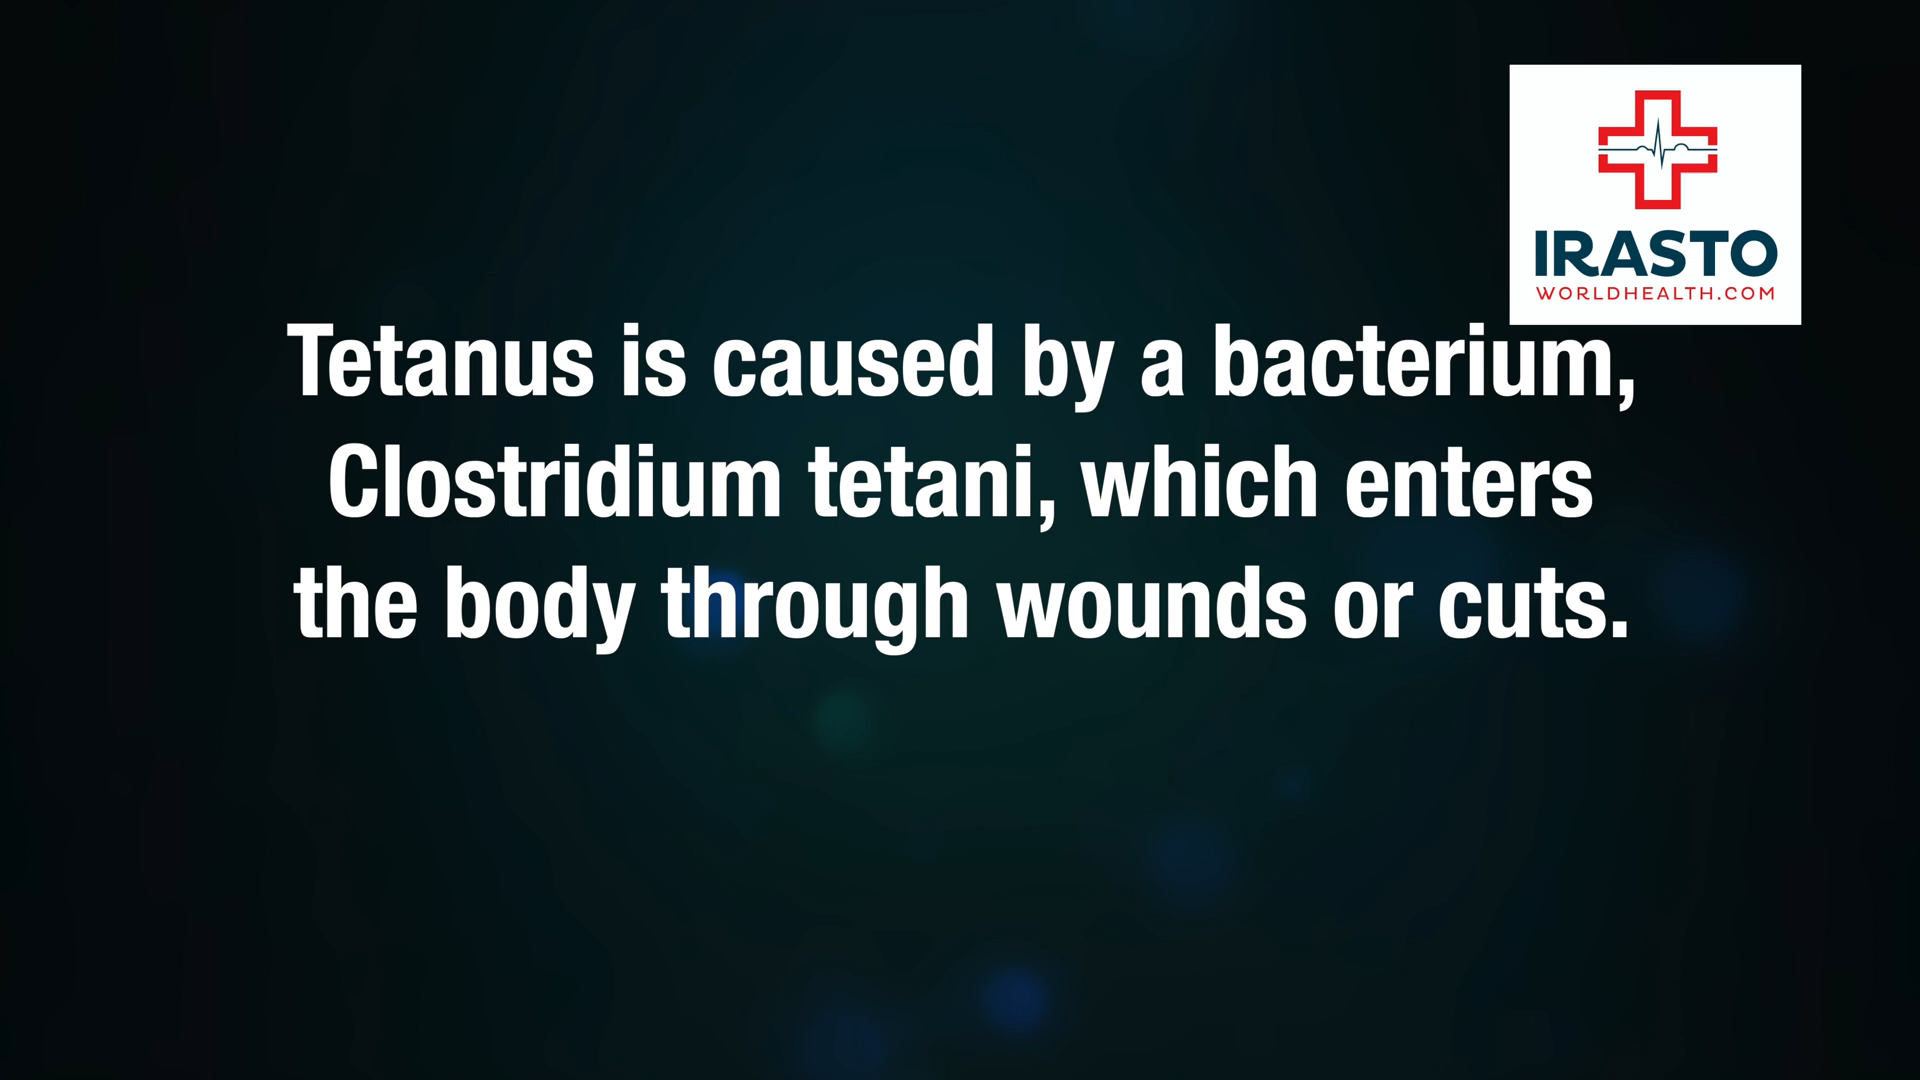 IRASTO
WORLDHEALTH.COM
Tetanus is caused by a bacterium,
Clostridium tetani, which enters
the body through wounds or cuts.